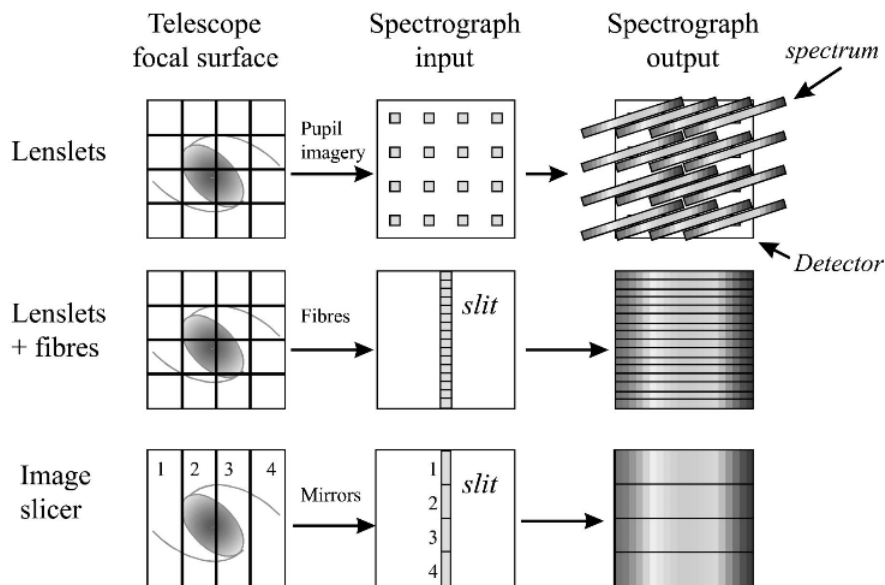 Telescope
focal surface
Spectrograph
input
Spectrograph
output
spectrum
Lenslets
Pupil
imagery
Detector
Lenslets
+ fibres
Fibres
slit
Image
slicer
1 2 3 4
Mirrors
1
2
3
4
slit